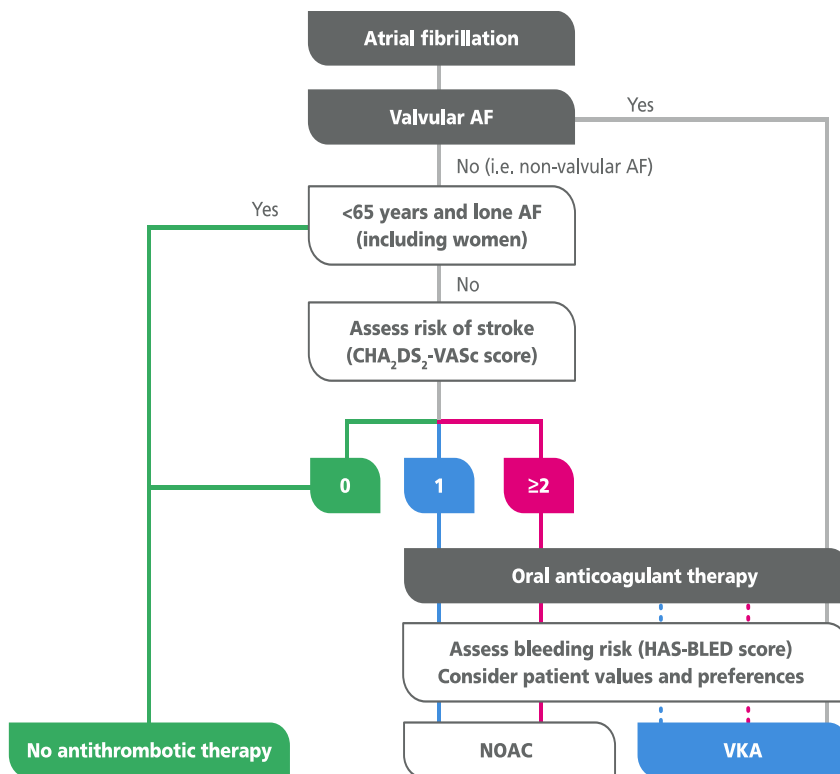 Atrial fibrillation
Valvular AF
Yes
No (i.e. non-valvular AF)
Yes
<65 years and lone AF
(including women)
No
Assess risk of stroke
(CHA₂DS₂-VASc score)
0
1
≥2
Oral anticoagulant therapy
Assess bleeding risk (HAS-BLED score)
Consider patient values and preferences
No antithrombotic therapy
NOAC
VKA